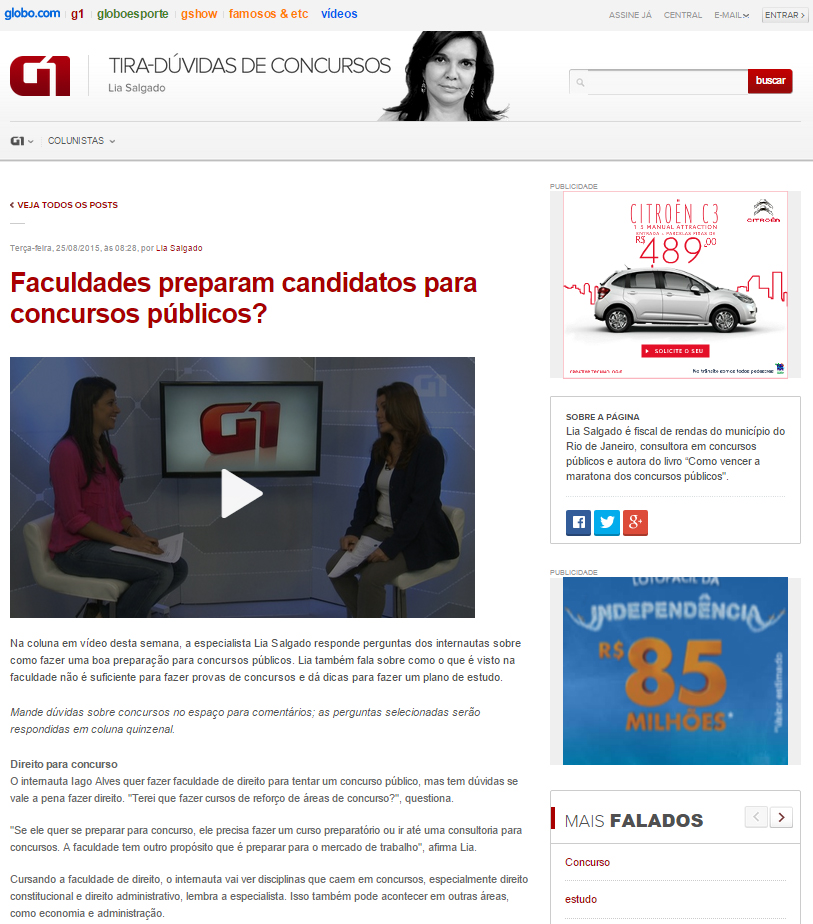 globo.com g1 globoesporte gshow famosos & etc vídeos
ASSINE JÁ CENTRAL E-MAIL ENTRAR
G1
TIRA-DÚVIDAS DE CONCURSOS
Lia Salgado
buscar
G1 COLUNISTAS
VEJA TODOS OS POSTS
Terça-feira, 25/08/2015, às 08:28, por Lia Salgado
Faculdades preparam candidatos para
concursos públicos?
G1
G1
Na coluna em vídeo desta semana, a especialista Lia Salgado responde perguntas dos internautas sobre
como fazer uma boa preparação para concursos públicos. Lia também fala sobre como o que é visto na
faculdade não é suficiente para fazer provas de concursos e dá dicas para fazer um plano de estudo.
Mande dúvidas sobre concursos no espaço para comentários; as perguntas selecionadas serão
respondidas em coluna quinzenal.
Direito para concurso
O internauta Iago Alves quer fazer faculdade de direito para tentar um concurso público, mas tem dúvidas se
vale a pena fazer direito. "Terei que fazer cursos de reforço de áreas de concurso?", questiona.
"Se ele quer se preparar para concurso, ele precisa fazer um curso preparatório ou ir até uma consultoria para
concursos. A faculdade tem outro propósito que é preparar para o mercado de trabalho", afirma Lia.
Cursando a faculdade de direito, o internauta vai ver disciplinas que caem em concursos, especialmente direito
constitucional e direito administrativo, lembra a especialista. Isso também pode acontecer em outras áreas,
como economia e administração.
PUBLICIDADE
CITROËN C3
1.5 MANUAL ATTRACTION
ENTRADA + PARCELAS FIXAS DE
R$ 489,00
CITROËN
SOLICITE O SEU
CREATIVE TECHNOLOGIE
No trânsito somos todos pedestres.
SOBRE A PÁGINA
Lia Salgado é fiscal de rendas do município do
Rio de Janeiro, consultora em concursos
públicos e autora do livro “Como vencer a
maratona dos concursos públicos".
PUBLICIDADE
LOTOFÁCIL DA
INDEPENDÊNCIA
R$ 85
MILHÕES*
*Valor estimado
MAIS FALADOS
Concurso
estudo